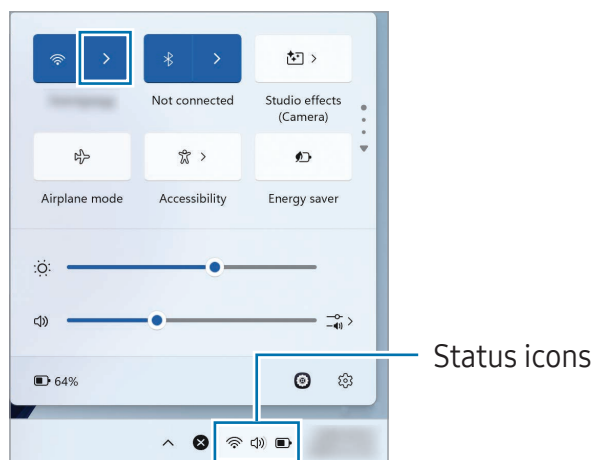 Not connected
Studio effects
(Camera)
Airplane mode
Accessibility
Energy saver
64%
Status icons